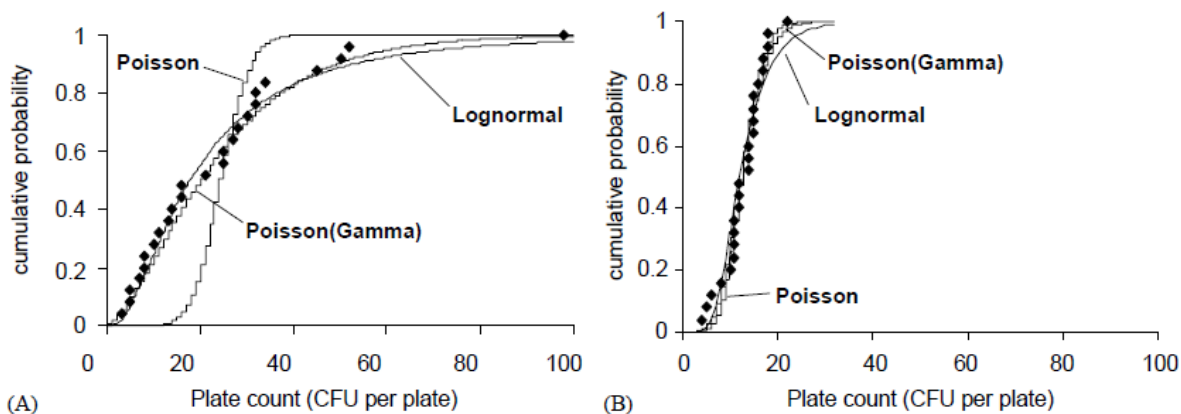 1
0.8
0.6
0.4
0.2
0
cumulative probability
Poisson
Lognormal
Poisson(Gamma)
0 20 40 60 80 100
Plate count (CFU per plate)
(A)
1
0.8
0.6
0.4
0.2
0
cumulative probability
Poisson(Gamma)
Lognormal
Poisson
0 20 40 60 80 100
Plate count (CFU per plate)
(B)